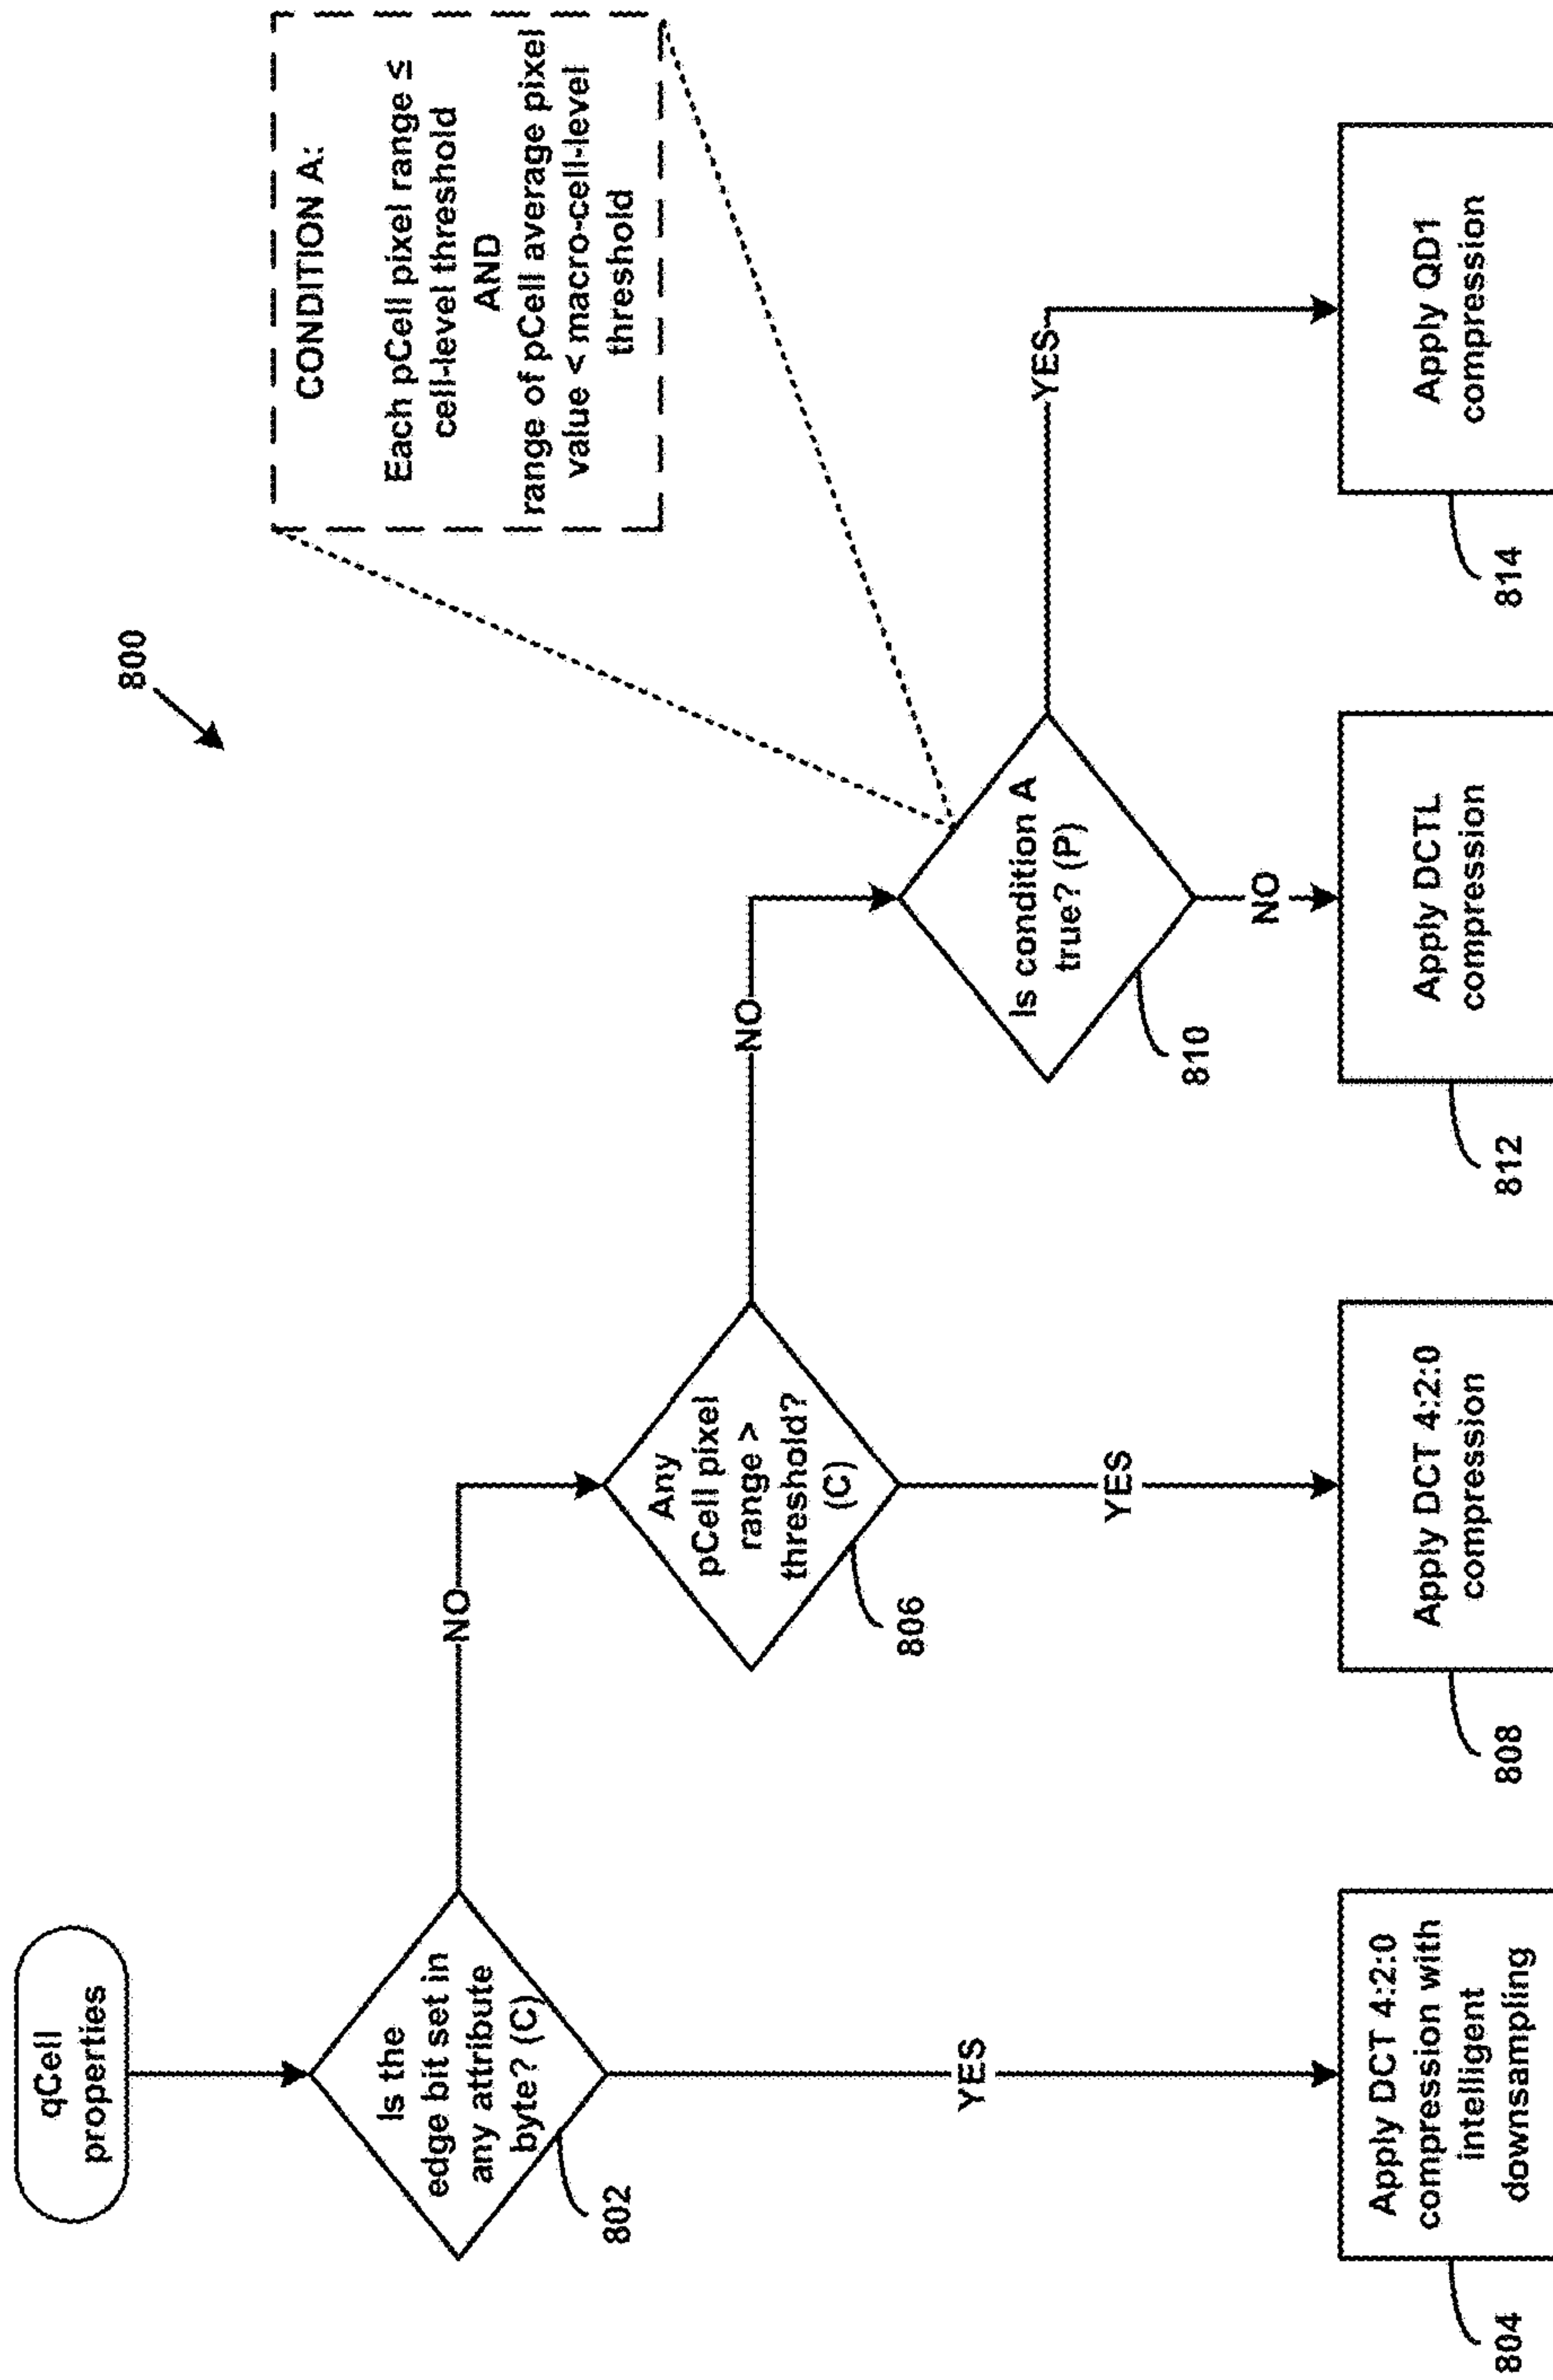 800
qCell
properties
Is the
edge bit set in
any attribute
byte? (C)
802
NO
YES
Any
pCell pixel
range >
threshold?
(C)
806
NO
YES
CONDITION A:
Each pCell pixel range ≤
cell-level threshold
AND
range of pCell average pixel
value < macro-cell-level
threshold
Is condition A
true? (P)
810
YES
NO
Apply DCT 4:2:0
compression with
intelligent
downsampling
804
Apply DCT 4:2:0
compression
808
Apply DCTL
compression
812
Apply QD1
compression
814